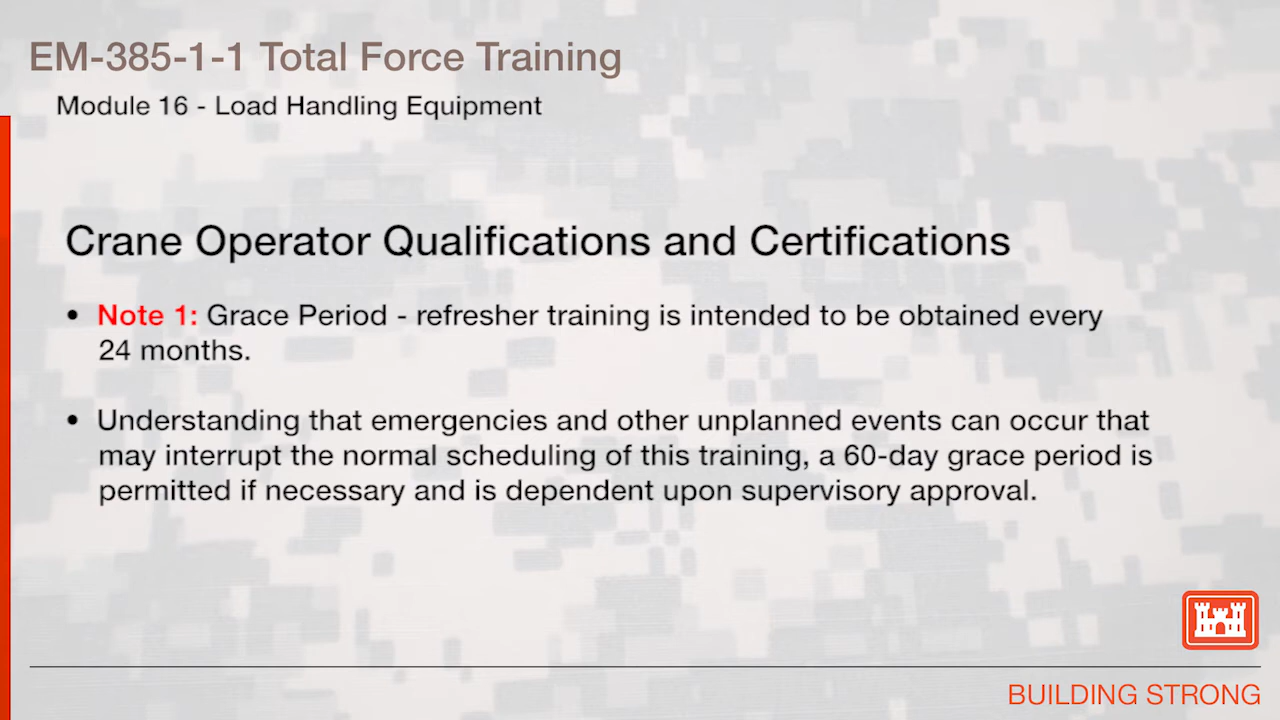 EM-385-1-1 Total Force Training
Module 16 - Load Handling Equipment
Crane Operator Qualifications and Certifications
• Note 1: Grace Period - refresher training is intended to be obtained every
24 months.
• Understanding that emergencies and other unplanned events can occur that
may interrupt the normal scheduling of this training, a 60-day grace period is
permitted if necessary and is dependent upon supervisory approval.
BUILDING STRONG